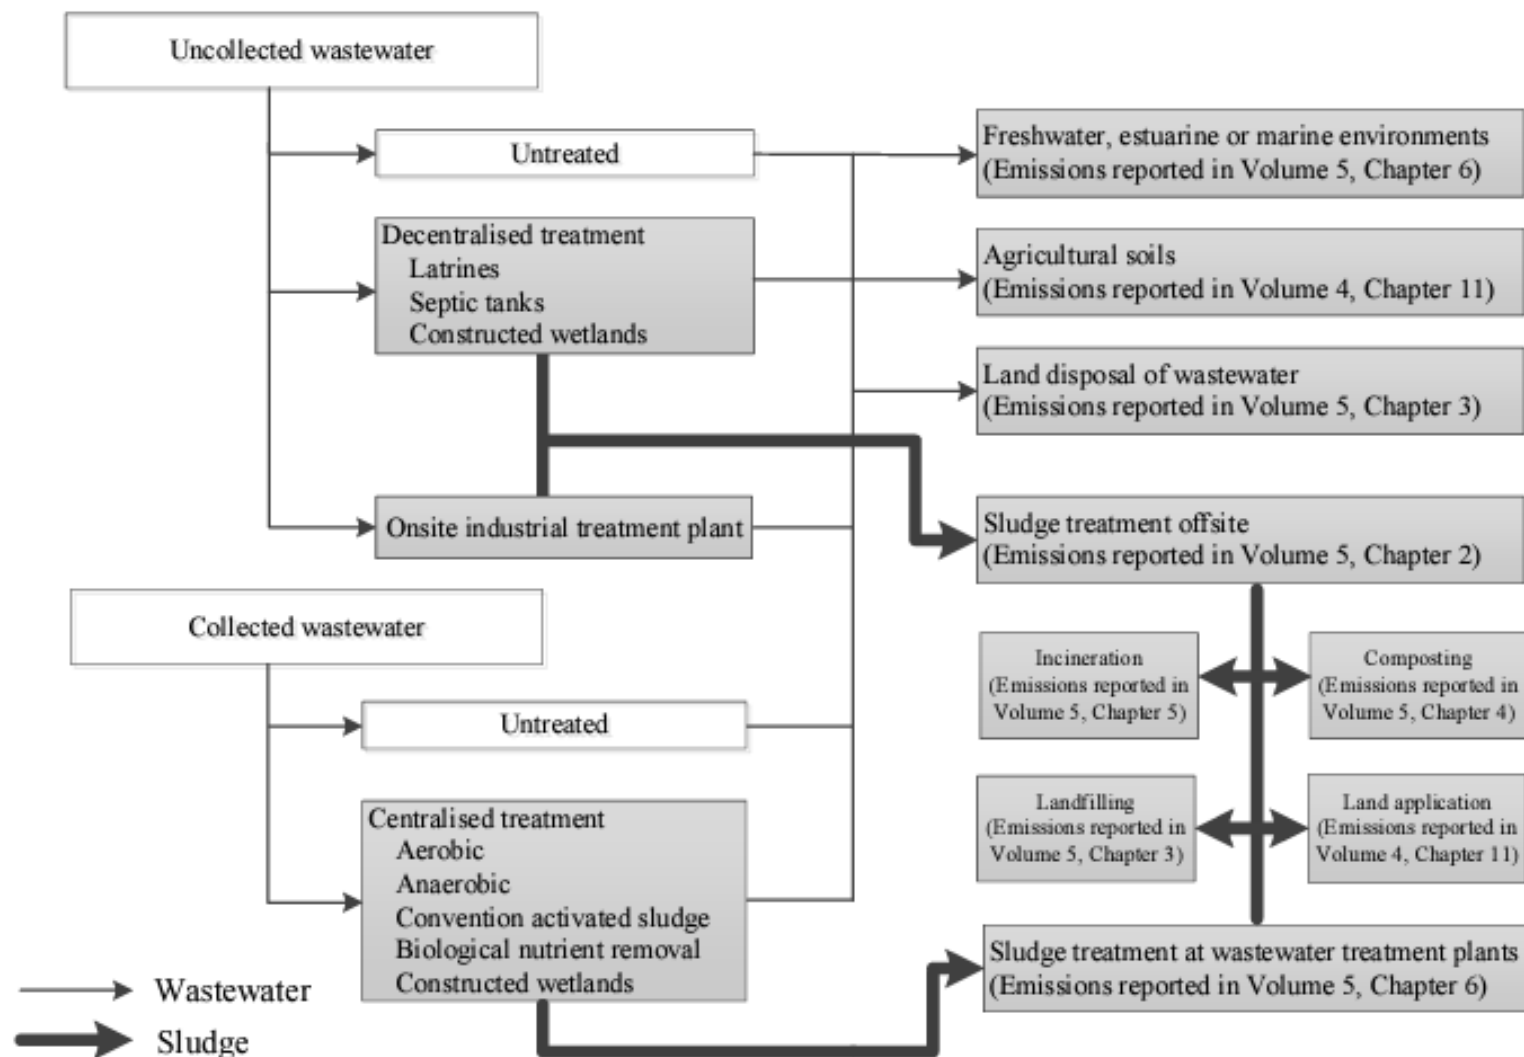 Uncollected wastewater
Untreated
Decentralised treatment
Latrines
Septic tanks
Constructed wetlands
Onsite industrial treatment plant
Collected wastewater
Untreated
Centralised treatment
Aerobic
Anaerobic
Convention activated sludge
Biological nutrient removal
Constructed wetlands
Wastewater
Sludge
Freshwater, estuarine or marine environments
(Emissions reported in Volume 5, Chapter 6)
Agricultural soils
(Emissions reported in Volume 4, Chapter 11)
Land disposal of wastewater
(Emissions reported in Volume 5, Chapter 3)
Sludge treatment offsite
(Emissions reported in Volume 5, Chapter 2)
Incineration
(Emissions reported in
Volume 5, Chapter 5)
Composting
(Emissions reported in
Volume 5, Chapter 4)
Landfilling
(Emissions reported in
Volume 5, Chapter 3)
Land application
(Emissions reported in
Volume 4, Chapter 11)
Sludge treatment at wastewater treatment plants
(Emissions reported in Volume 5, Chapter 6)